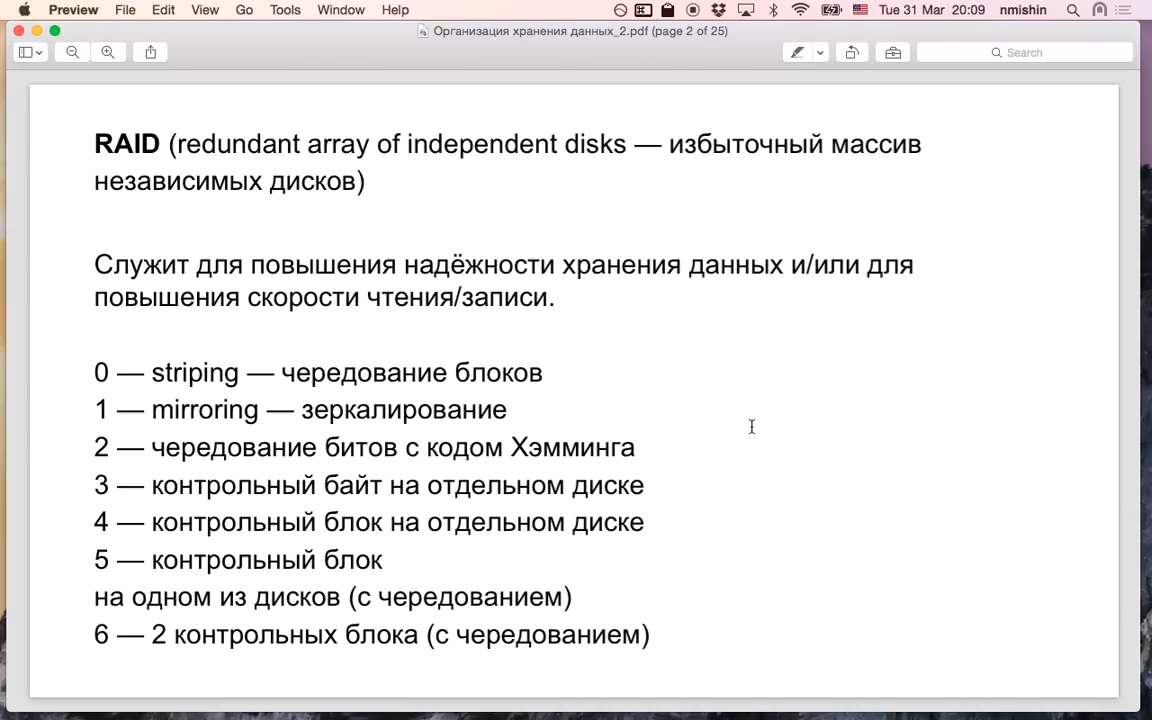 Preview File Edit View Go Tools Window Help Tue 31 Mar 20:09 nmishin
Организация хранения данных_2.pdf (page 2 of 25)
Search
RAID (redundant array of independent disks — избыточный массив
независимых дисков)
Служит для повышения надёжности хранения данных и/или для
повышения скорости чтения/записи.
0 — striping — чередование блоков
1 — mirroring — зеркалирование
2 — чередование битов с кодом Хэмминга
3 — контрольный байт на отдельном диске
4 — контрольный блок на отдельном диске
5 — контрольный блок
на одном из дисков (с чередованием)
6 — 2 контрольных блока (с чередованием)